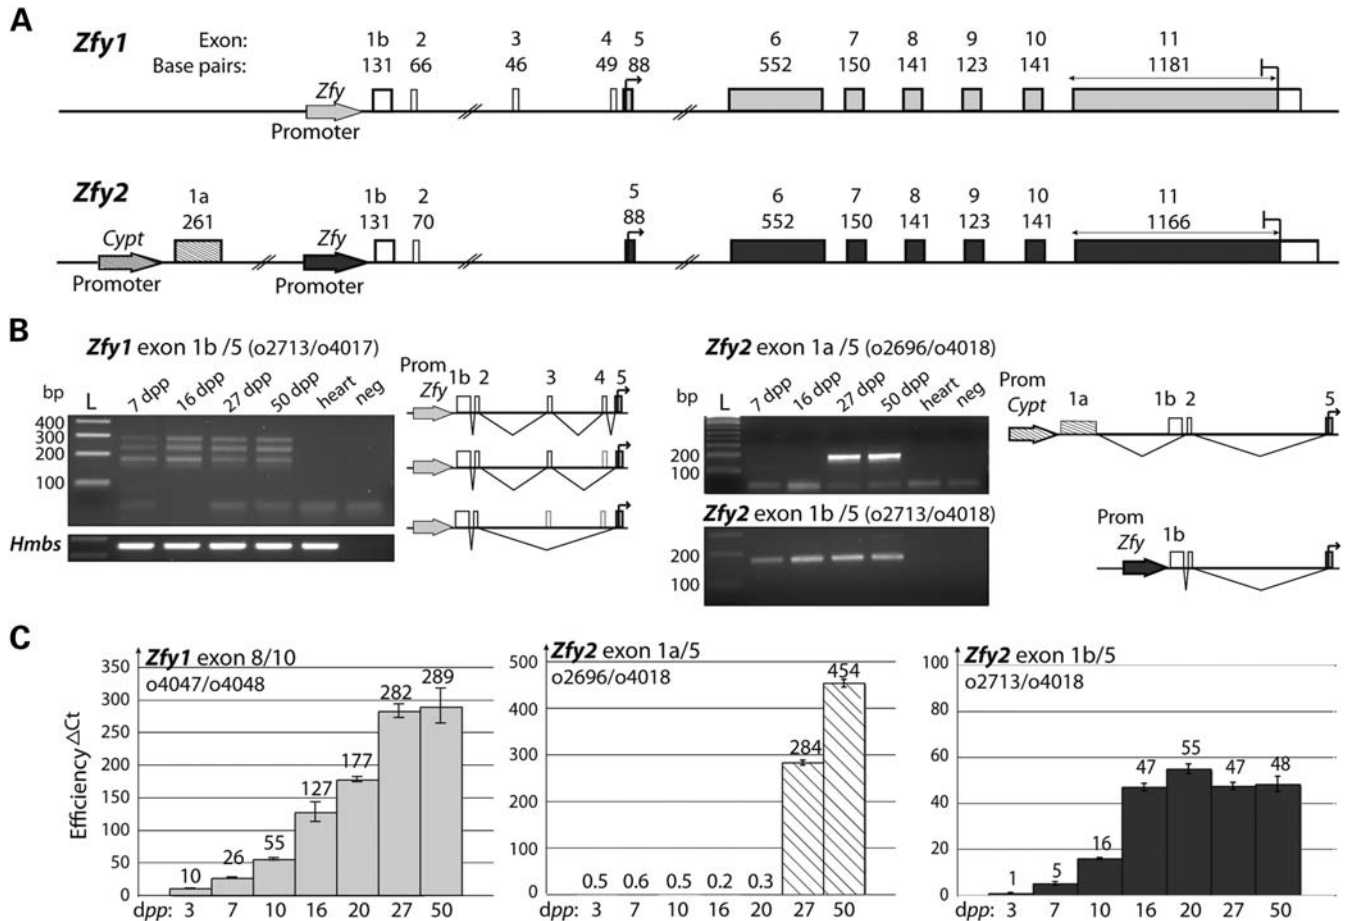 A
Zfy1 Exon: 1b 2 3 4 5 6 7 8 9 10 11
Base pairs: 131 66 46 49 88 552 150 141 123 141 1181
Zfy
Promoter
Zfy2 1a 1b 2 5 6 7 8 9 10 11
261 131 70 88 552 150 141 123 141 1166
Cypt Zfy
Promoter Promoter
B
Zfy1 exon 1b /5 (o2713/o4017)
bp L 7 dpp 16 dpp 27 dpp 50 dpp heart neg
400
300
200
100
Hmbs
Prom
Zfy 1b 2 3 4 5
Zfy2 exon 1a /5 (o2696/o4018)
bp L 7 dpp 16 dpp 27 dpp 50 dpp heart neg
200
100
Prom
Cypt 1a 1b 2 5
Zfy2 exon 1b /5 (o2713/o4018)
200
100
Prom
Zfy 1b
C
Zfy1 exon 8/10
o4047/o4048
Efficiency ΔCt
350
300
250
200
150
100
50
0
10 26 55 127 177 282 289
dpp: 3 7 10 16 20 27 50
Zfy2 exon 1a/5
o2696/o4018
500
400
300
200
100
0
0.5 0.6 0.5 0.2 0.3 284 454
dpp: 3 7 10 16 20 27 50
Zfy2 exon 1b/5
o2713/o4018
100
80
60
40
20
0
1 5 16 47 55 47 48
dpp: 3 7 10 16 20 27 50